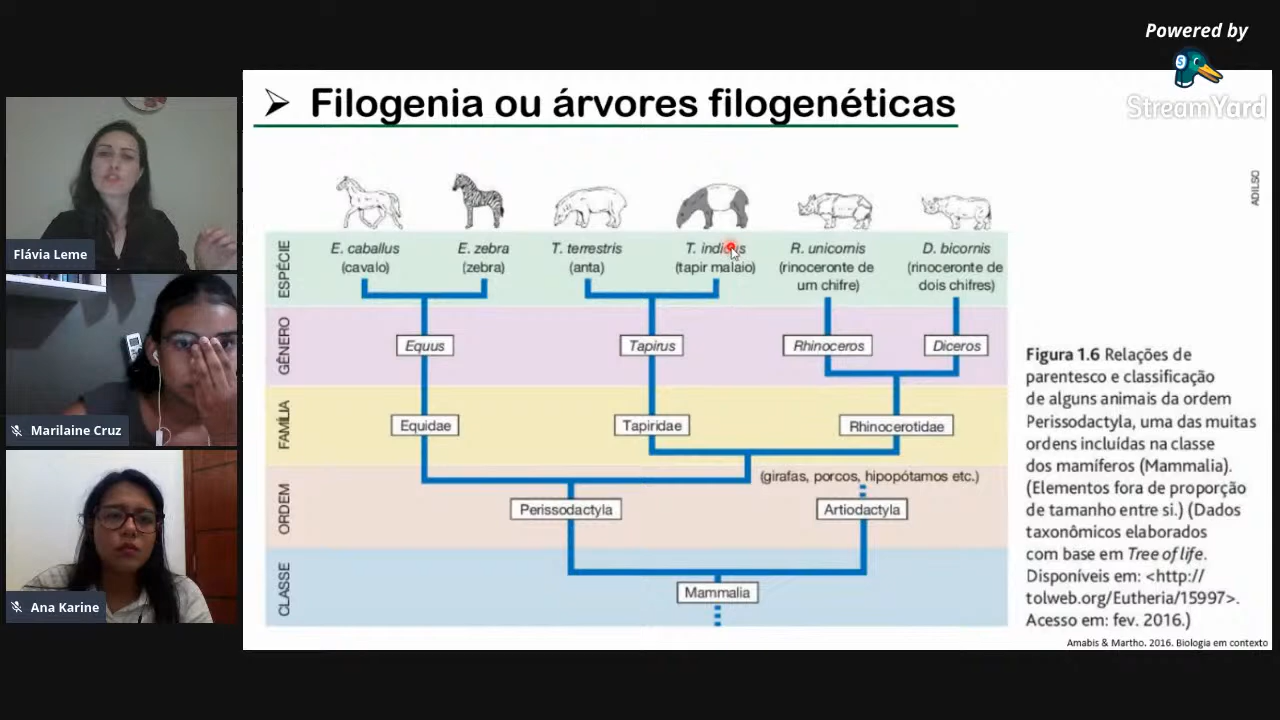 Powered by
StreamYard
➢ Filogenia ou árvores filogenéticas
ADILSO
Flávia Leme
Marilaine Cruz
Ana Karine
ESPÉCIE
E. caballus
(cavalo)
E. zebra
(zebra)
T. terrestris
(anta)
T. indicus
(tapir malaio)
R. unicornis
(rinoceronte de
um chifre)
D. bicornis
(rinoceronte de
dois chifres)
GÊNERO
Equus
Tapirus
Rhinoceros
Diceros
FAMÍLIA
Equidae
Tapiridae
Rhinocerotidae
ORDEM
(girafas, porcos, hipopótamos etc.)
Perissodactyla
Artiodactyla
CLASSE
Mammalia
Figura 1.6 Relações de
parentesco e classificação
de alguns animais da ordem
Perissodactyla, uma das muitas
ordens incluídas na classe
dos mamíferos (Mammalia).
(Elementos fora de proporção
de tamanho entre si.) (Dados
taxonômicos elaborados
com base em Tree of life.
Disponíveis em: <http://
tolweb.org/Eutheria/15997>.
Acesso em: fev. 2016.)
Amabis & Martho. 2016. Biologia em contexto